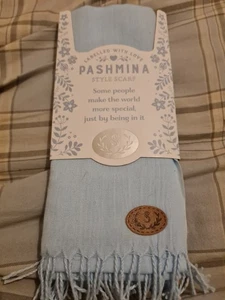 PASHMINA
STYLE SCARF
Some people
make the world
more special,
just by being in it